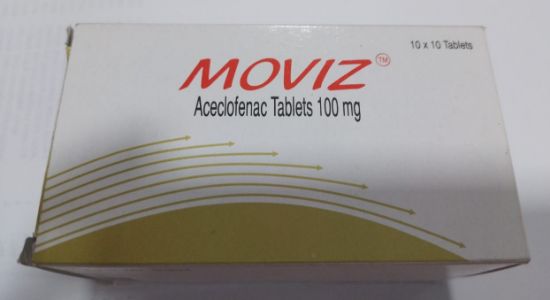 10 x 10 Tablets
MOVIZ™
Aceclofenac Tablets 100 mg